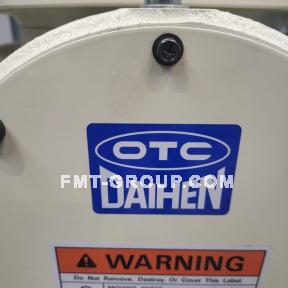 OTC
FMT-GROUP.COM
DAIHEN
WARNING
Do Not Remove, Destroy, Or Cover This Label.